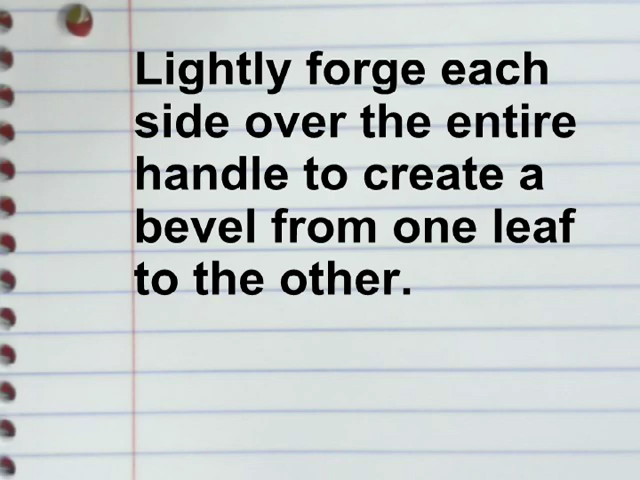 Lightly forge each
side over the entire
handle to create a
bevel from one leaf
to the other.